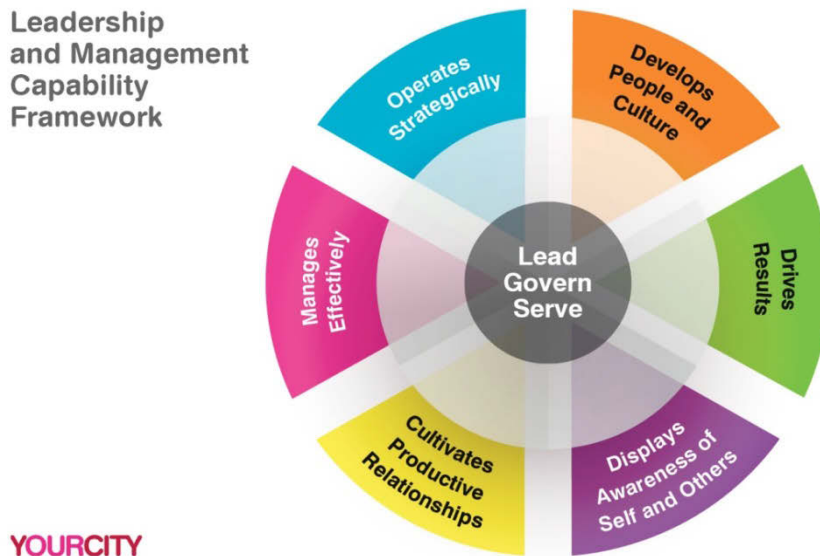 Leadership
and Management
Capability
Framework
Operates
Strategically
Develops
People and
Culture
Manages
Effectively
Lead
Govern
Serve
Drives
Results
Cultivates
Productive
Relationships
Displays
Awareness of
Self and Others
YOURCITY